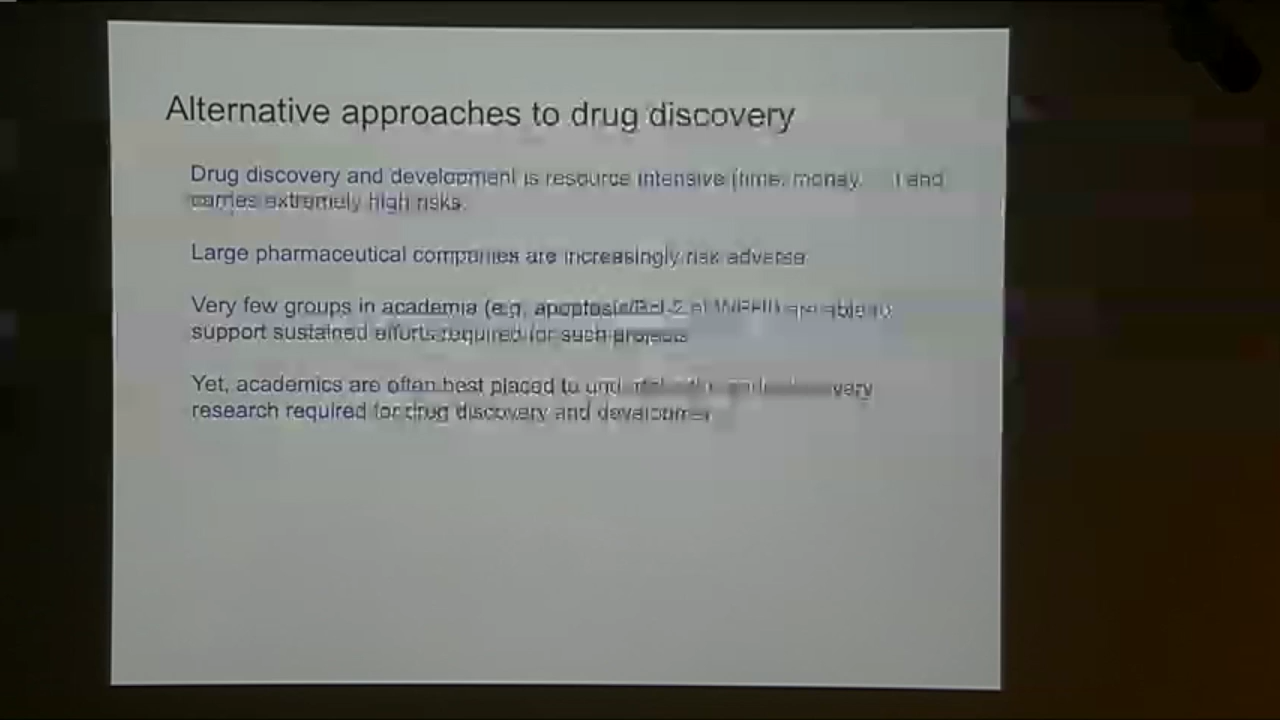 Alternative approaches to drug discovery
Drug discovery and development is resource intensive (time, money, and
carries extremely high risks.
Large pharmaceutical companies are increasingly risk adverse
Very few groups in academia (e.g. apoptosis/Bcl-2 at WEHI) are able to
support sustained efforts required for such projects
Yet, academics are often best placed to
research required for drug discovery and development